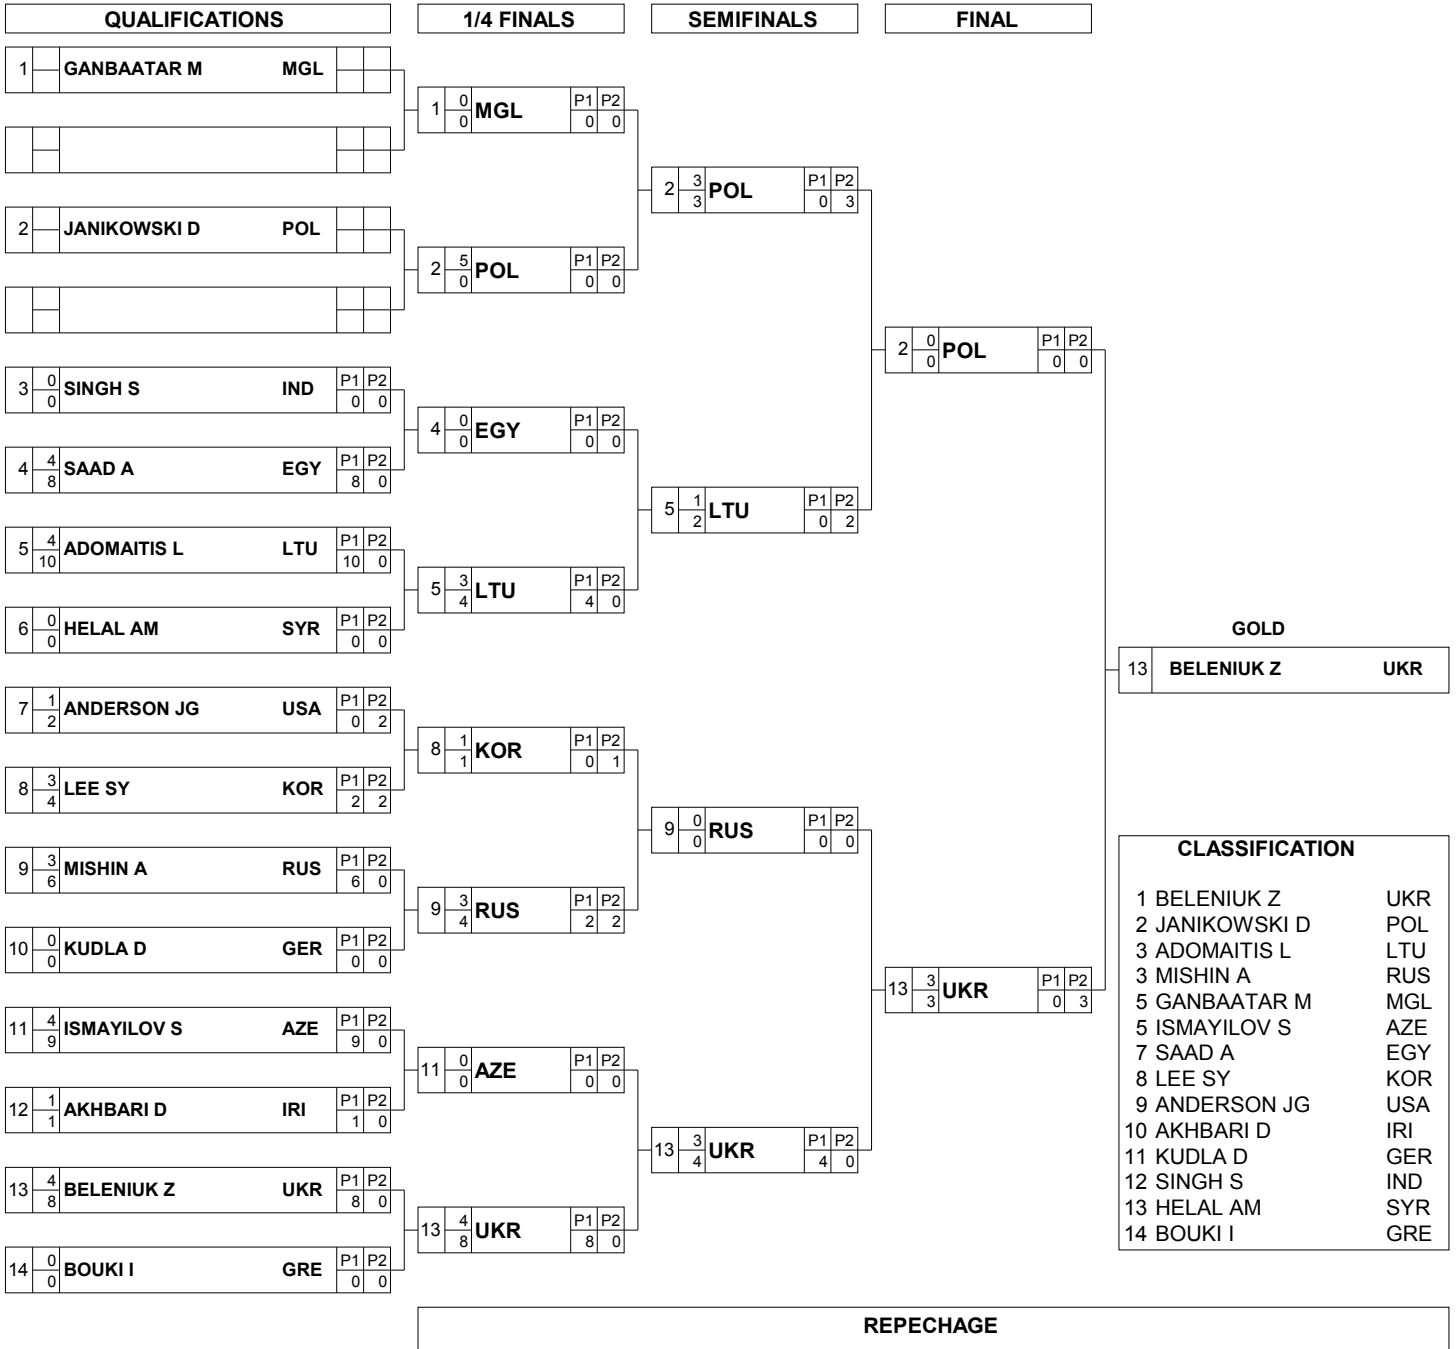 QUALIFICATIONS 1/4 FINALS SEMIFINALS FINAL
1 GANBAATAR M MGL
2 JANIKOWSKI D POL
3 0 0 SINGH S IND P1 P2 0 0
4 4 8 SAAD A EGY P1 P2 8 0
5 4 10 ADOMAITIS L LTU P1 P2 10 0
6 0 0 HELAL AM SYR P1 P2 0 0
7 1 2 ANDERSON JG USA P1 P2 0 2
8 3 4 LEE SY KOR P1 P2 2 2
9 3 6 MISHIN A RUS P1 P2 6 0
10 0 0 KUDLA D GER P1 P2 0 0
11 4 9 ISMAYILOV S AZE P1 P2 9 0
12 1 1 AKHBARI D IRI P1 P2 1 0
13 4 8 BELENIUK Z UKR P1 P2 8 0
14 0 0 BOUKI I GRE P1 P2 0 0
1 0 0 MGL P1 P2 0 0
2 5 0 POL P1 P2 0 0
4 0 0 EGY P1 P2 0 0
5 3 4 LTU P1 P2 4 0
8 1 1 KOR P1 P2 0 1
9 3 4 RUS P1 P2 2 2
11 0 0 AZE P1 P2 0 0
13 4 8 UKR P1 P2 8 0
2 3 3 POL P1 P2 0 3
5 1 2 LTU P1 P2 0 2
9 0 0 RUS P1 P2 0 0
13 3 4 UKR P1 P2 4 0
2 0 0 POL P1 P2 0 0
13 3 3 UKR P1 P2 0 3
GOLD
13 BELENIUK Z UKR
CLASSIFICATION
1 BELENIUK Z UKR
2 JANIKOWSKI D POL
3 ADOMAITIS L LTU
3 MISHIN A RUS
5 GANBAATAR M MGL
5 ISMAYILOV S AZE
7 SAAD A EGY
8 LEE SY KOR
9 ANDERSON JG USA
10 AKHBARI D IRI
11 KUDLA D GER
12 SINGH S IND
13 HELAL AM SYR
14 BOUKI I GRE
REPECHAGE